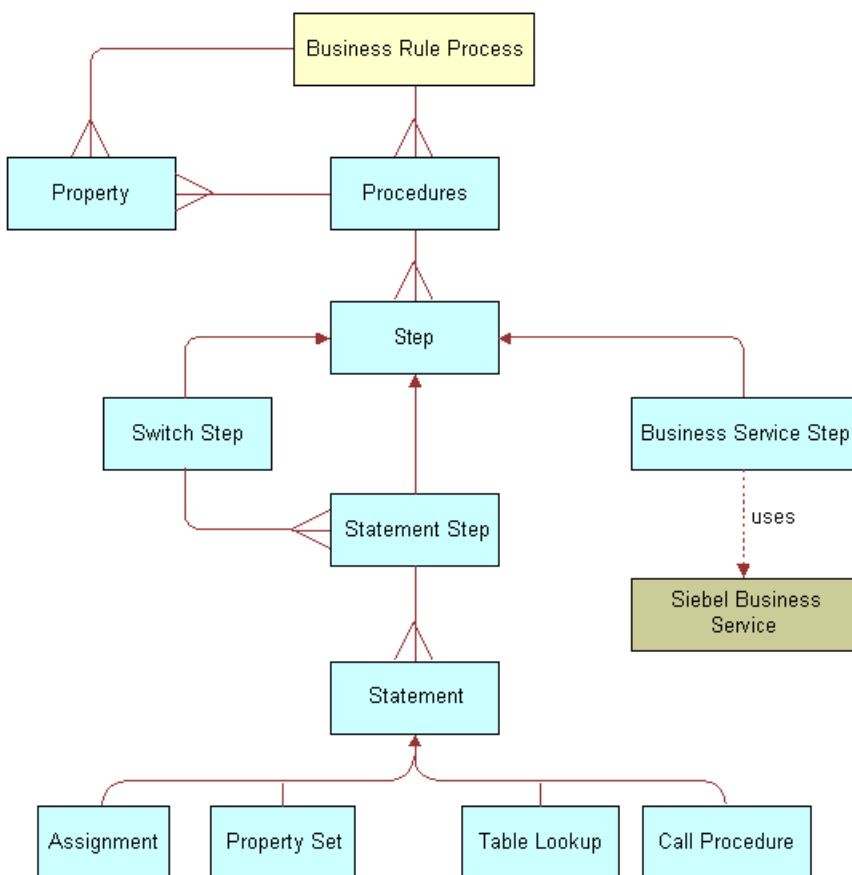 Business Rule Process
Property
Procedures
Step
Switch Step
Business Service Step
Statement Step
uses
Siebel Business
Service
Statement
Assignment
Property Set
Table Lookup
Call Procedure